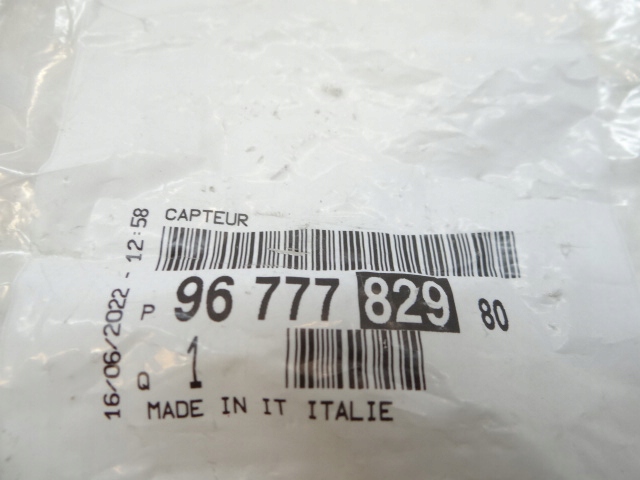 CAPTEUR
P 96 777 829 80
Q 1
MADE IN IT ITALIE
16/06/2022 - 12:58